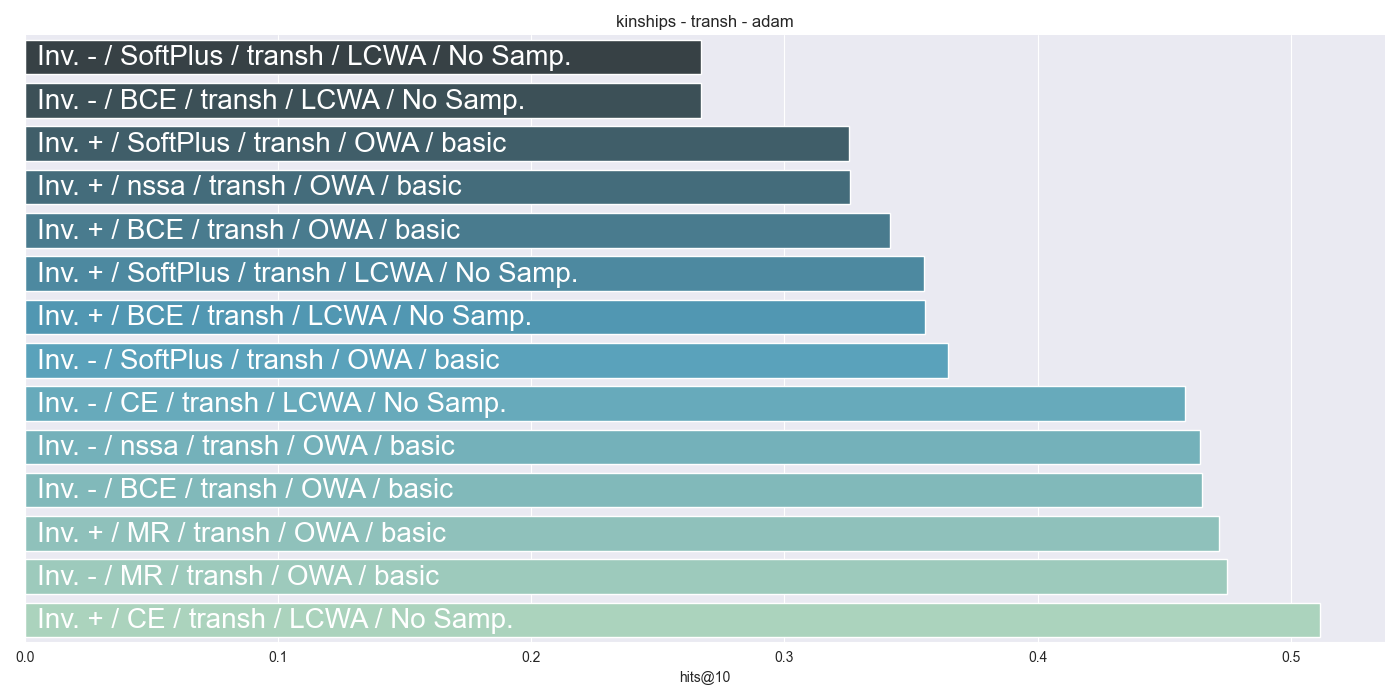 kinships - transh - adam
Inv. - / SoftPlus / transh / LCWA / No Samp.
Inv. - / BCE / transh / LCWA / No Samp.
Inv. + / SoftPlus / transh / OWA / basic
Inv. + / nssa / transh / OWA / basic
Inv. + / BCE / transh / OWA / basic
Inv. + / SoftPlus / transh / LCWA / No Samp.
Inv. + / BCE / transh / LCWA / No Samp.
Inv. - / SoftPlus / transh / OWA / basic
Inv. - / CE / transh / LCWA / No Samp.
Inv. - / nssa / transh / OWA / basic
Inv. - / BCE / transh / OWA / basic
Inv. + / MR / transh / OWA / basic
Inv. - / MR / transh / OWA / basic
Inv. + / CE / transh / LCWA / No Samp.
0.0 0.1 0.2 0.3 0.4 0.5
hits@10